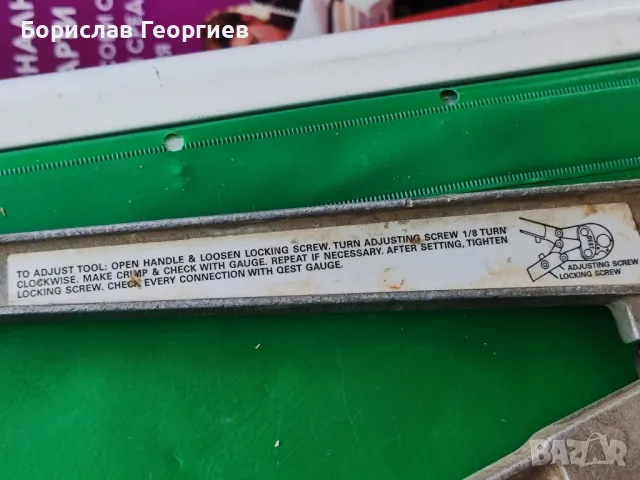 Борислав Георгиев
TO ADJUST TOOL: OPEN HANDLE & LOOSEN LOCKING SCREW. TURN ADJUSTING SCREW 1/8 TURN
CLOCKWISE. MAKE CRIMP & CHECK WITH GAUGE. REPEAT IF NECESSARY. AFTER SETTING, TIGHTEN
LOCKING SCREW. CHECK EVERY CONNECTION WITH QEST GAUGE.
ADJUSTING SCREW
LOCKING SCREW
BAZAR